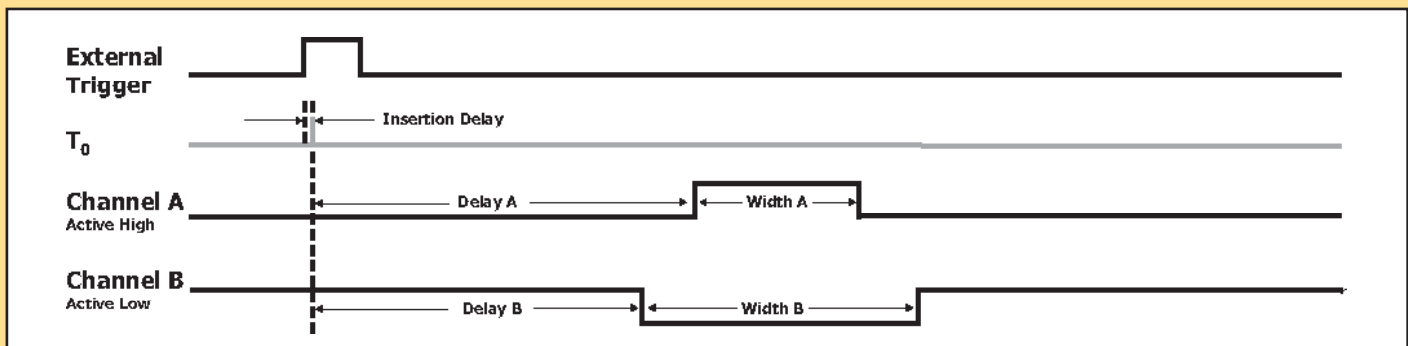 External
Trigger
Insertion Delay
T0
Channel A
Active High
Delay A
Width A
Channel B
Active Low
Delay B
Width B